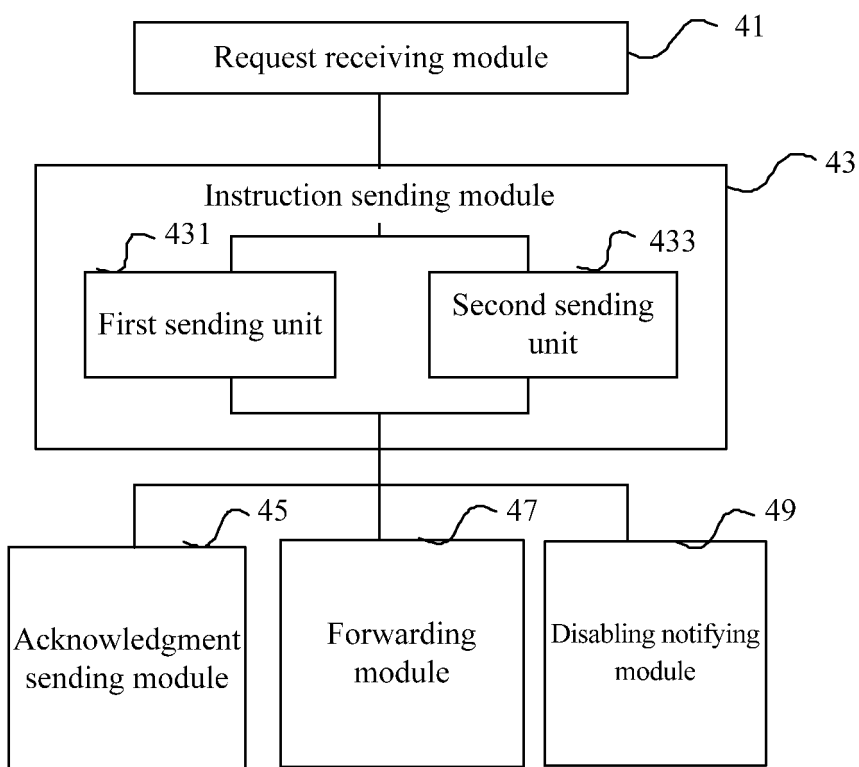 41
Request receiving module
43
Instruction sending module
431
433
First sending unit
Second sending
unit
45
47
49
Acknowledgment
sending module
Forwarding
module
Disabling notifying
module